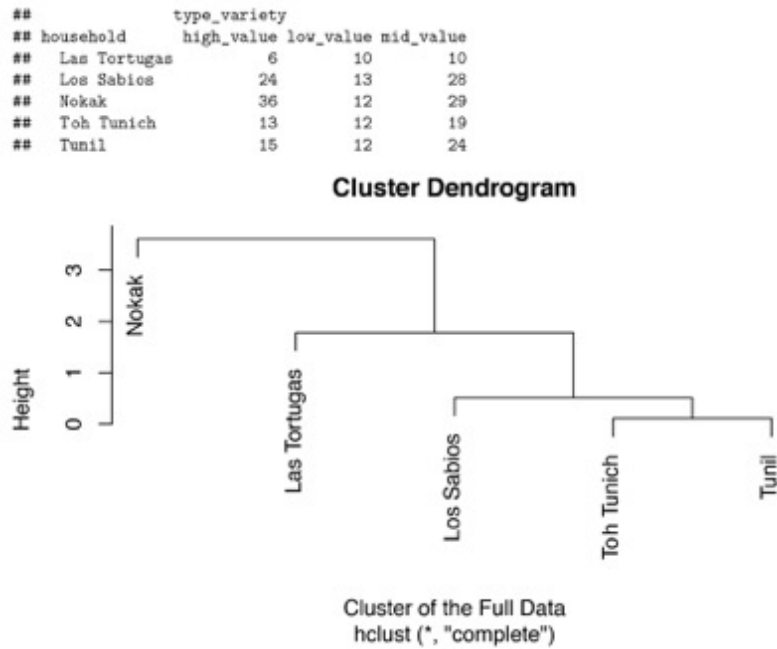 ##                type_variety
## household       high_value low_value mid_value
##   Las Tortugas           6        10        10
##   Los Sabios            24        13        28
##   Nokak                 36        12        29
##   Toh Tunich            13        12        19
##   Tunil                 15        12        24
Cluster Dendrogram
Height
0 1 2 3
Nokak
Las Tortugas
Los Sabios
Toh Tunich
Tunil
Cluster of the Full Data
hclust (*, "complete")